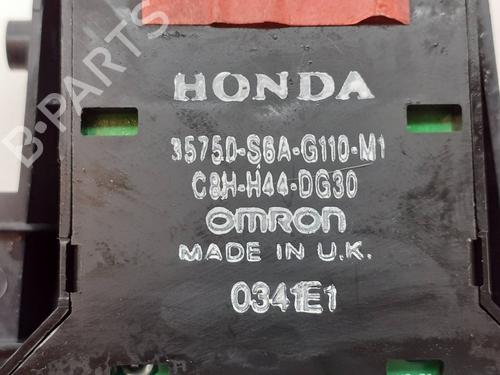 HONDA
35750-S6A-G110-M1
C8H-H44-DG30
OMRON
MADE IN U.K.
0341E1
B-PARTS